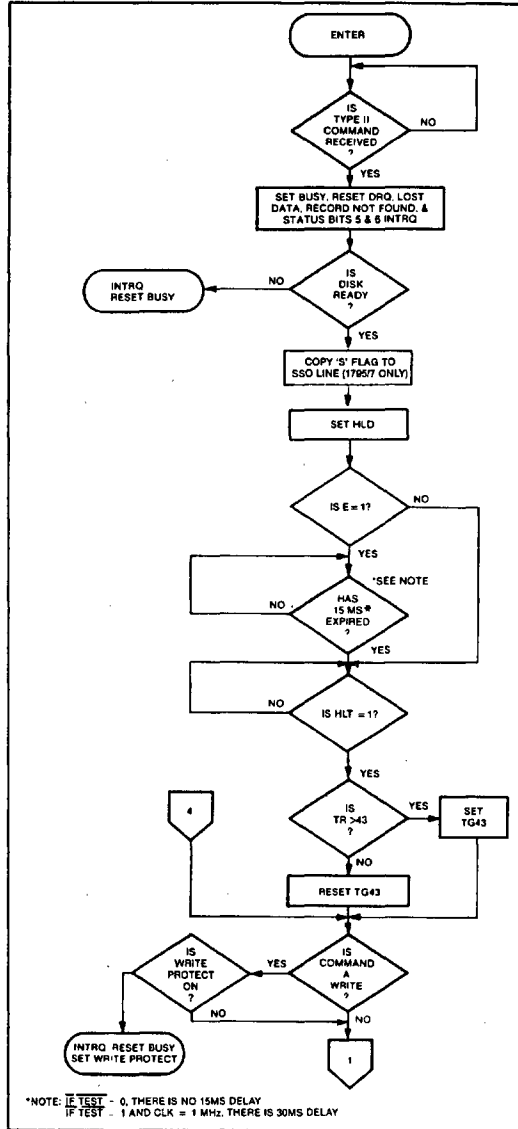 ENTER
IS
TYPE II
COMMAND
RECEIVED
?
NO
YES
SET BUSY, RESET DRQ, LOST
DATA, RECORD NOT FOUND, &
STATUS BITS 5 & 6 INTRQ
IS
DISK
READY
?
NO
INTRQ
RESET BUSY
YES
COPY 'S' FLAG TO
SSO LINE (1795/7 ONLY)
SET HLD
IS E = 1?
NO
YES
*SEE NOTE
HAS
15 MS*
EXPIRED
?
NO
YES
IS HLT = 1?
NO
YES
4
IS
TR >43
?
YES
SET
TG43
NO
RESET TG43
IS
COMMAND
A
WRITE
?
YES
IS
WRITE
PROTECT
ON
?
NO
NO
INTRQ RESET BUSY
SET WRITE PROTECT
1
*NOTE: IF TEST - 0, THERE IS NO 15MS DELAY
IF TEST - 1 AND CLK = 1 MHz, THERE IS 30MS DELAY